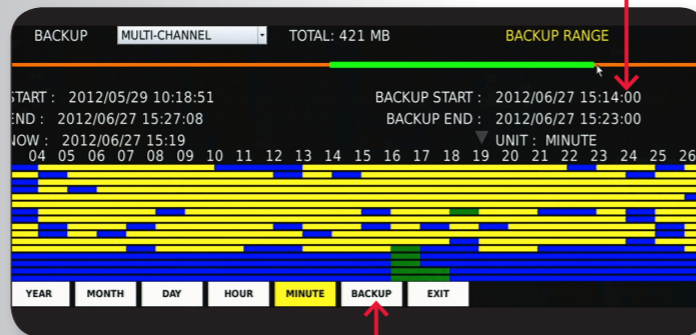 BACKUP MULTI-CHANNEL TOTAL: 421 MB BACKUP RANGE
START : 2012/05/29 10:18:51 BACKUP START : 2012/06/27 15:14:00
END : 2012/06/27 15:27:08 BACKUP END : 2012/06/27 15:23:00
NOW : 2012/06/27 15:19 UNIT : MINUTE
04 05 06 07 08 09 10 11 12 13 14 15 16 17 18 19 20 21 22 23 24 25 26
YEAR MONTH DAY HOUR MINUTE BACKUP EXIT